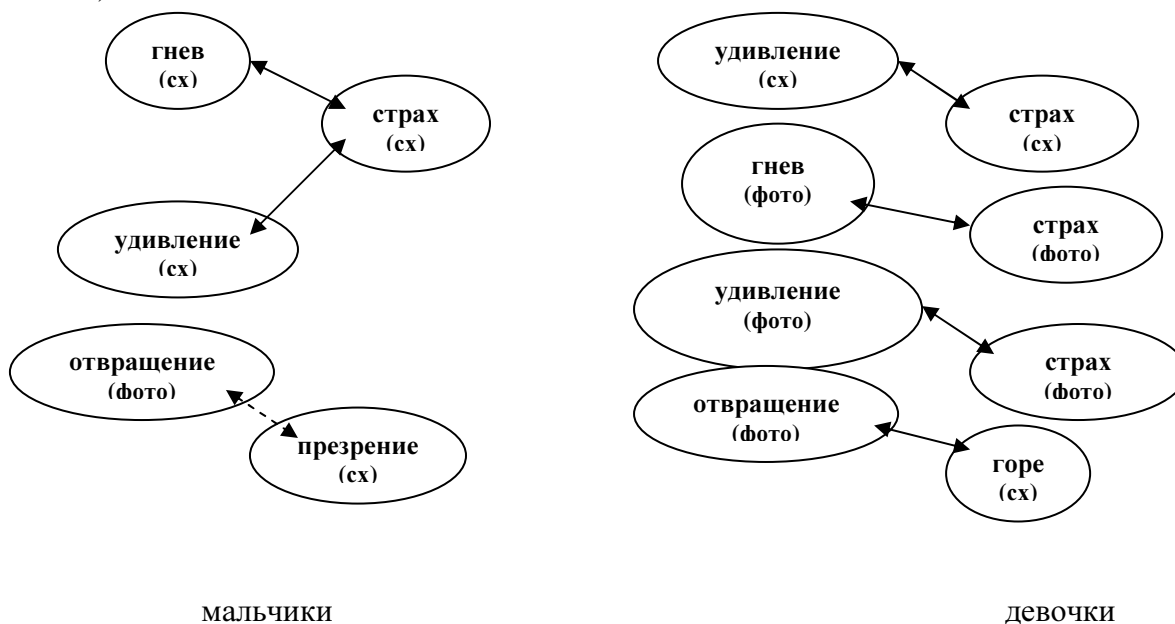 гнев
(сх)
страх
(сх)
удивление
(сх)
отвращение
(фото)
презрение
(сх)
удивление
(сх)
страх
(сх)
гнев
(фото)
страх
(фото)
удивление
(фото)
страх
(фото)
отвращение
(фото)
горе
(сх)
мальчики
девочки